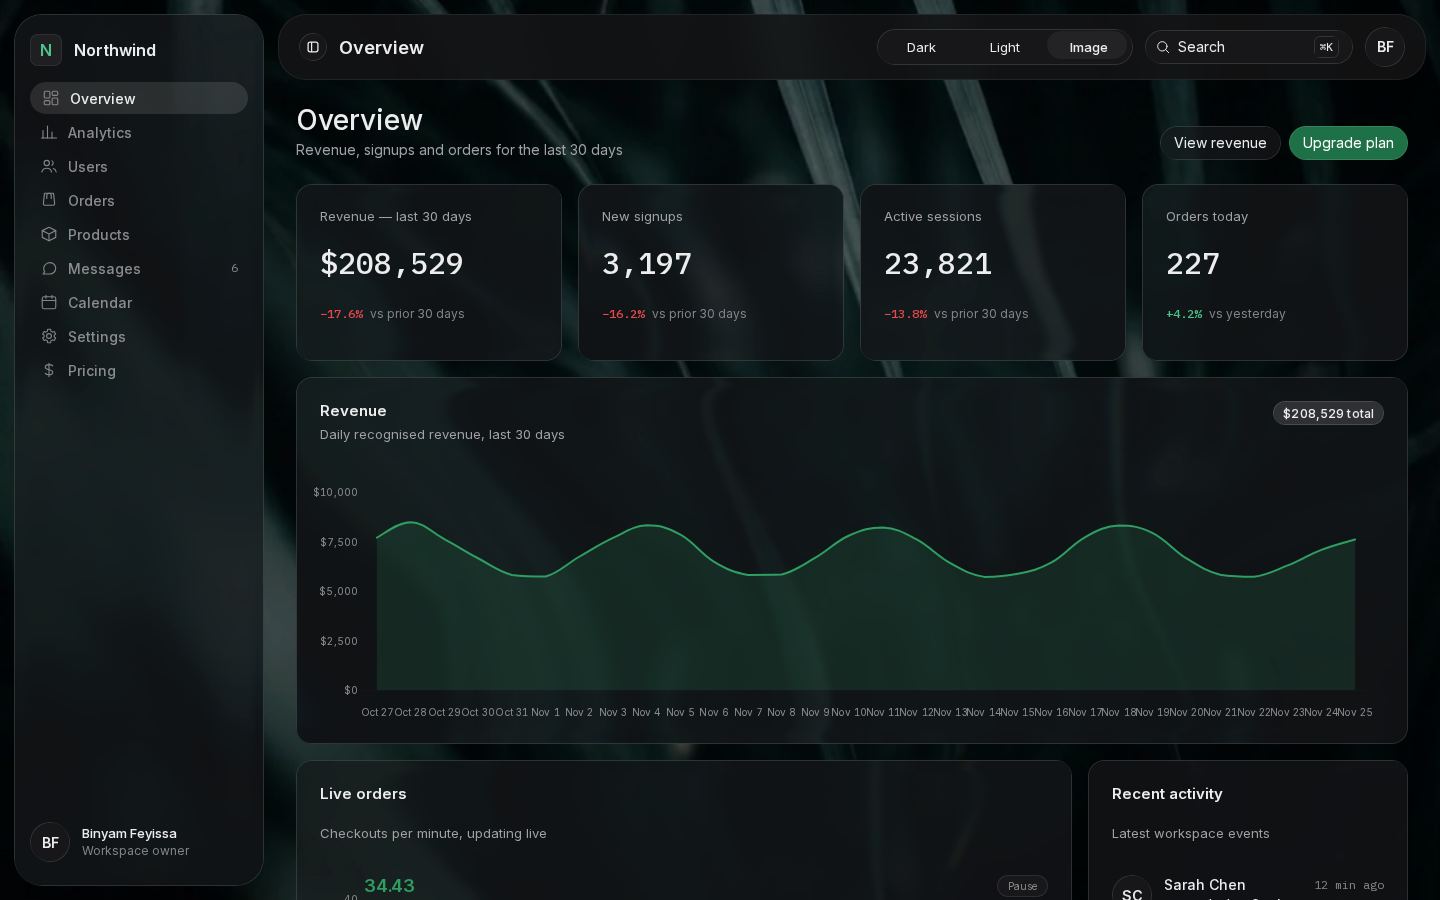 N Northwind
Overview
Analytics
Users
Orders
Products
Messages 6
Calendar
Settings
Pricing
BF
Binyam Feyissa
Workspace owner
Overview
Dark Light Image
Search ⌘K
BF
Overview
Revenue, signups and orders for the last 30 days
View revenue
Upgrade plan
Revenue — last 30 days
$208,529
−17.6% vs prior 30 days
New signups
3,197
−16.2% vs prior 30 days
Active sessions
23,821
−13.8% vs prior 30 days
Orders today
227
+4.2% vs yesterday
Revenue
Daily recognised revenue, last 30 days
$208,529 total
$10,000
$7,500
$5,000
$2,500
$0
Oct 27 Oct 28 Oct 29 Oct 30 Oct 31 Nov 1 Nov 2 Nov 3 Nov 4 Nov 5 Nov 6 Nov 7 Nov 8 Nov 9 Nov 10 Nov 11 Nov 12 Nov 13 Nov 14 Nov 15 Nov 16 Nov 17 Nov 18 Nov 19 Nov 20 Nov 21 Nov 22 Nov 23 Nov 24 Nov 25
Live orders
Checkouts per minute, updating live
34.43
Pause
40
Recent activity
Latest workspace events
SC
Sarah Chen
12 min ago